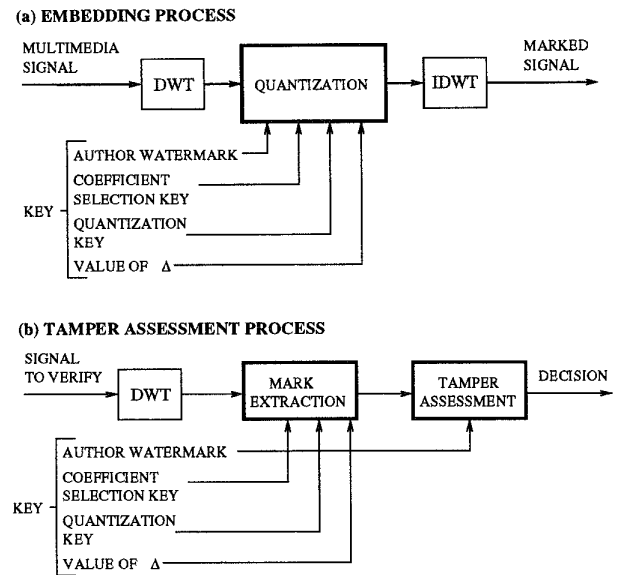 (a) EMBEDDING PROCESS
MULTIMEDIA
SIGNAL
DWT
QUANTIZATION
IDWT
MARKED
SIGNAL
KEY
AUTHOR WATERMARK
COEFFICIENT
SELECTION KEY
QUANTIZATION
KEY
VALUE OF Δ
(b) TAMPER ASSESSMENT PROCESS
SIGNAL
TO VERIFY
DWT
MARK
EXTRACTION
TAMPER
ASSESSMENT
DECISION
KEY
AUTHOR WATERMARK
COEFFICIENT
SELECTION KEY
QUANTIZATION
KEY
VALUE OF Δ